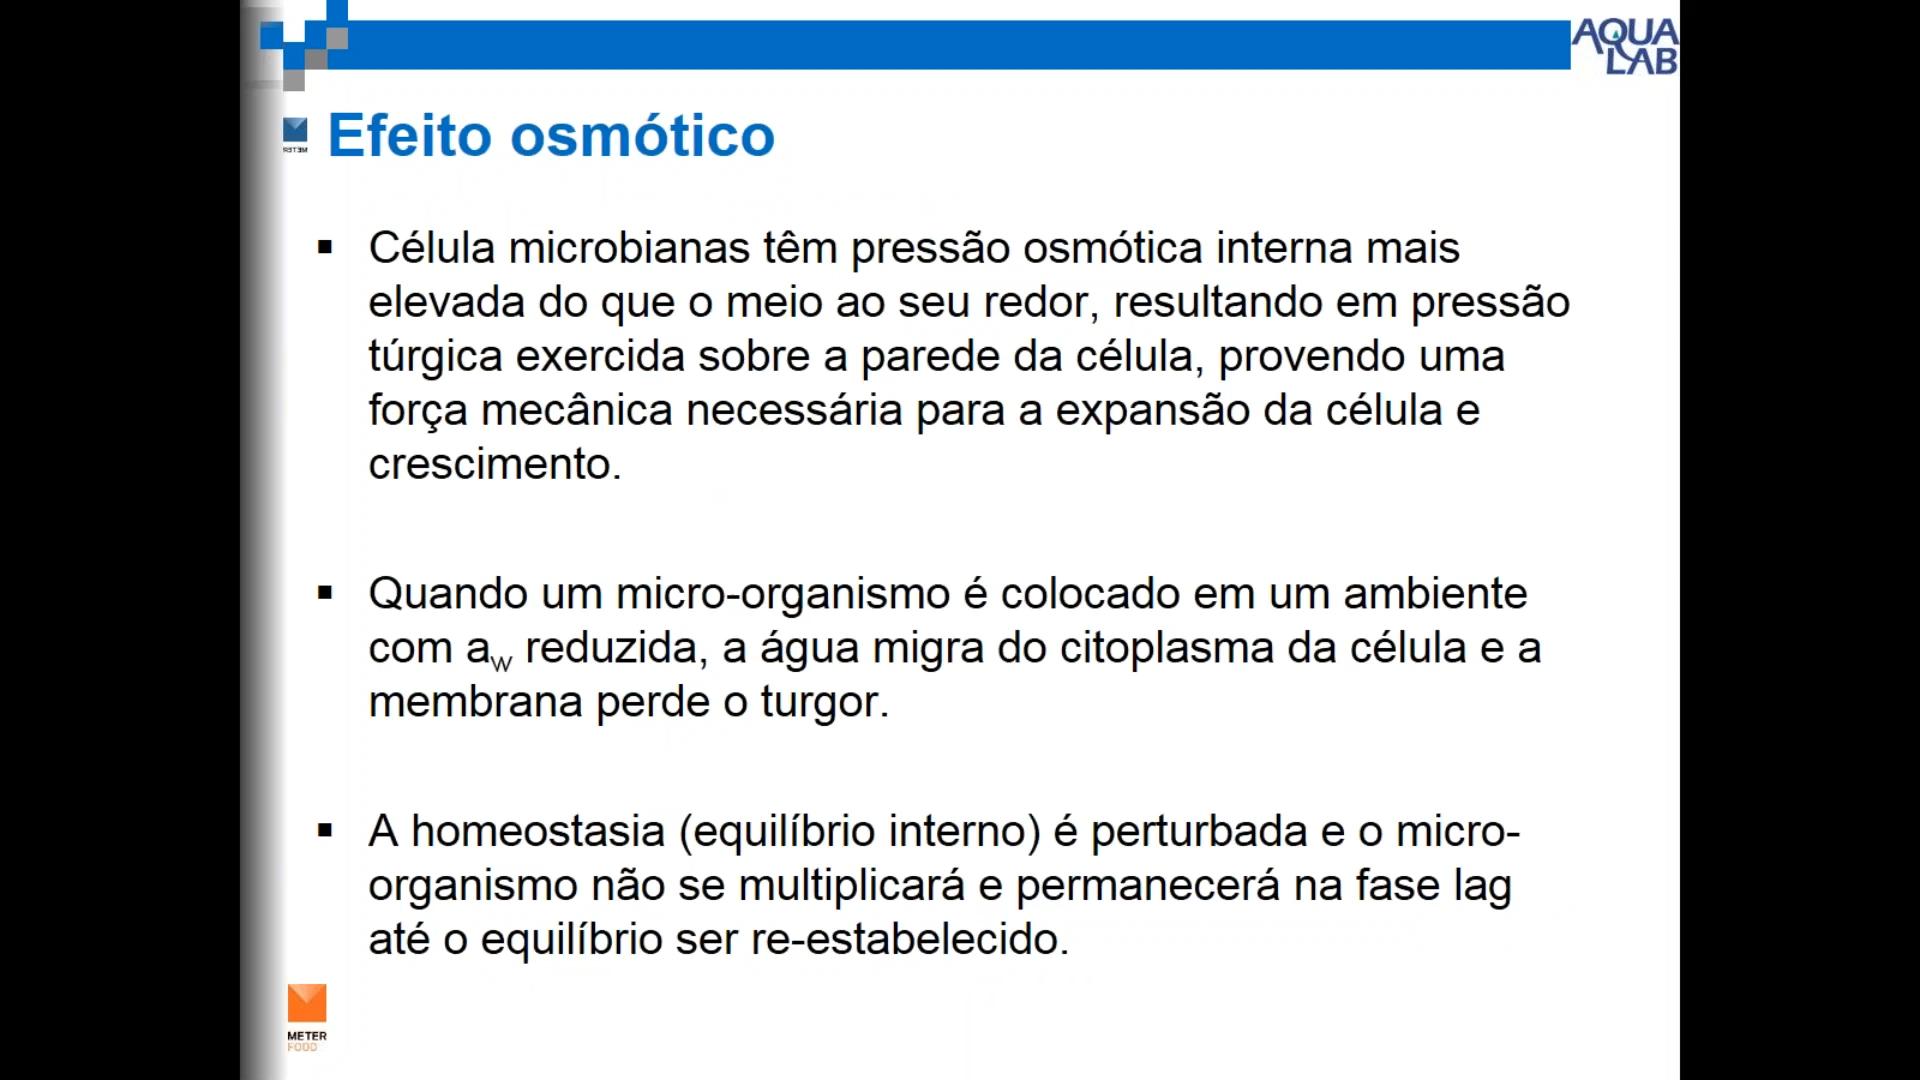 AQUA
LAB
METER
Efeito osmótico
▪ Célula microbianas têm pressão osmótica interna mais
elevada do que o meio ao seu redor, resultando em pressão
túrgica exercida sobre a parede da célula, provendo uma
força mecânica necessária para a expansão da célula e
crescimento.
▪ Quando um micro-organismo é colocado em um ambiente
com aw reduzida, a água migra do citoplasma da célula e a
membrana perde o turgor.
▪ A homeostasia (equilíbrio interno) é perturbada e o micro-
organismo não se multiplicará e permanecerá na fase lag
até o equilíbrio ser re-estabelecido.
METER
FOOD